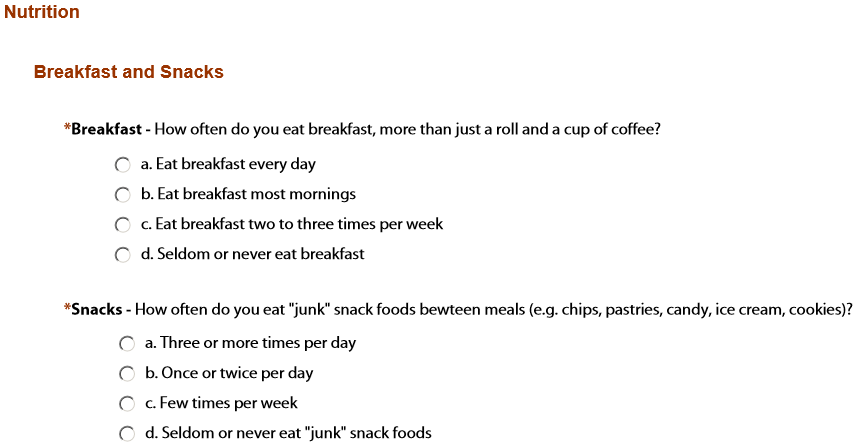 Nutrition
Breakfast and Snacks
*Breakfast - How often do you eat breakfast, more than just a roll and a cup of coffee?
a. Eat breakfast every day
b. Eat breakfast most mornings
c. Eat breakfast two to three times per week
d. Seldom or never eat breakfast
*Snacks - How often do you eat "junk" snack foods bewteen meals (e.g. chips, pastries, candy, ice cream, cookies)?
a. Three or more times per day
b. Once or twice per day
c. Few times per week
d. Seldom or never eat "junk" snack foods